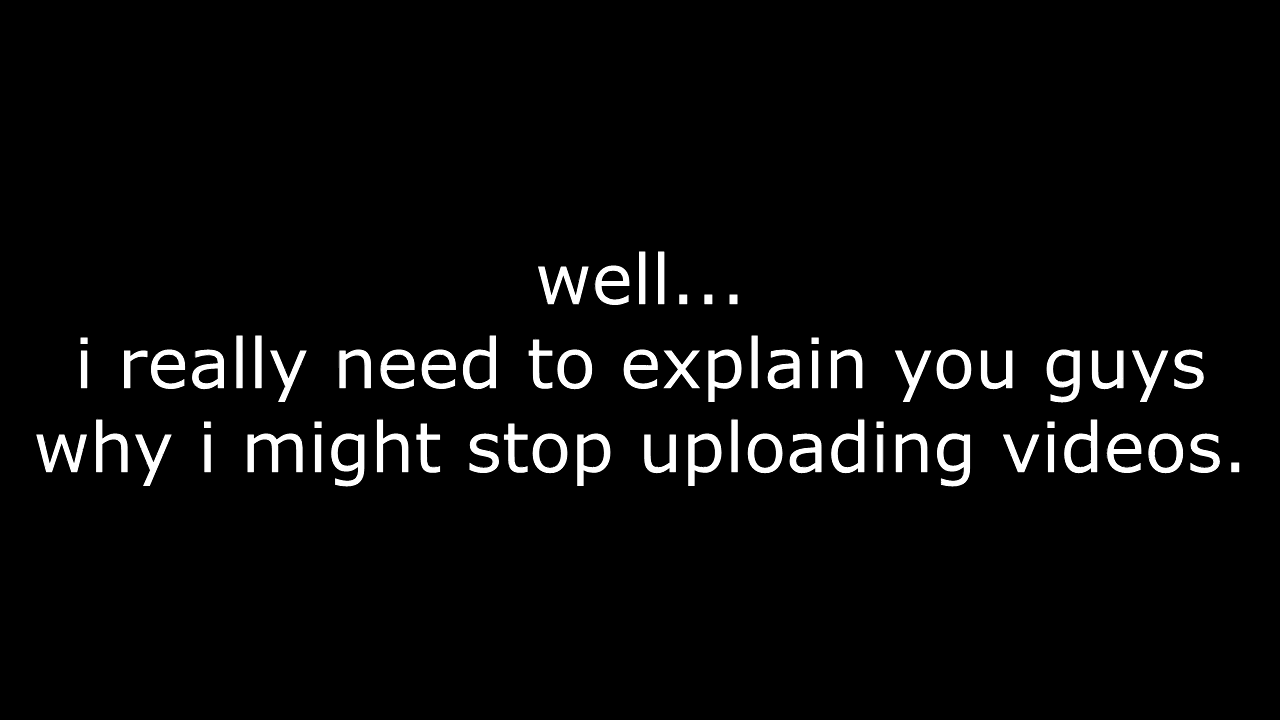 well...
i really need to explain you guys
why i might stop uploading videos.